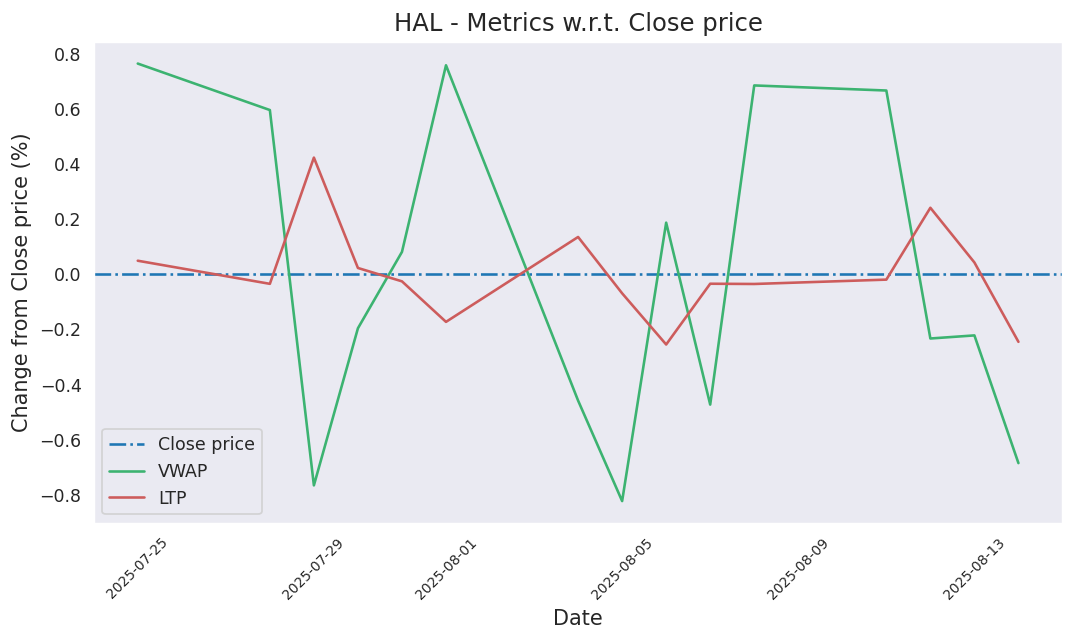 HAL - Metrics w.r.t. Close price
Change from Close price (%)
0.8
0.6
0.4
0.2
0.0
−0.2
−0.4
−0.6
−0.8
Close price
VWAP
LTP
2025-07-25
2025-07-29
2025-08-01
2025-08-05
2025-08-09
2025-08-13
Date